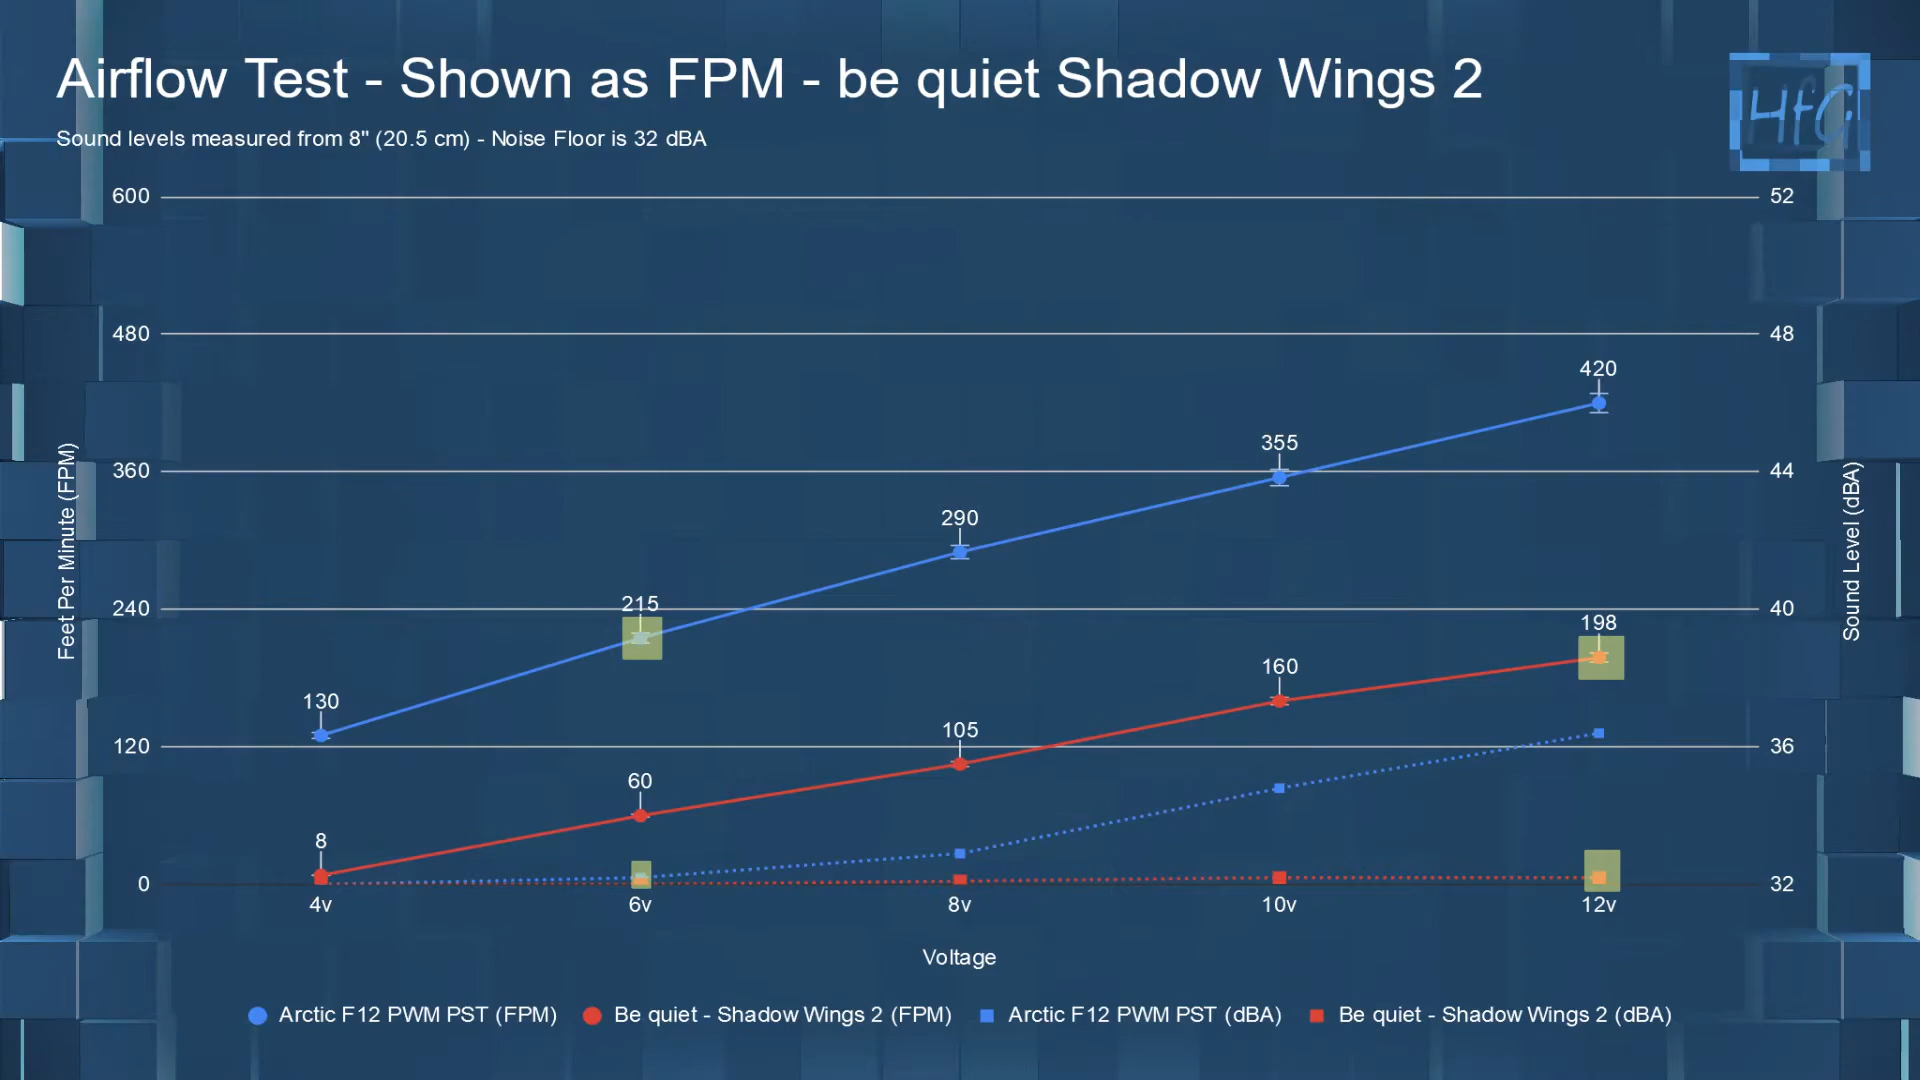 Airflow Test - Shown as FPM - be quiet Shadow Wings 2
HfG
Sound levels measured from 8" (20.5 cm) - Noise Floor is 32 dBA
600
52
480
48
420
355
360
44
290
215
240
40
198
160
130
105
120
36
60
8
0
32
4v
6v
8v
10v
12v
Feet Per Minute (FPM)
Sound Level (dBA)
Voltage
Arctic F12 PWM PST (FPM)
Be quiet - Shadow Wings 2 (FPM)
Arctic F12 PWM PST (dBA)
Be quiet - Shadow Wings 2 (dBA)